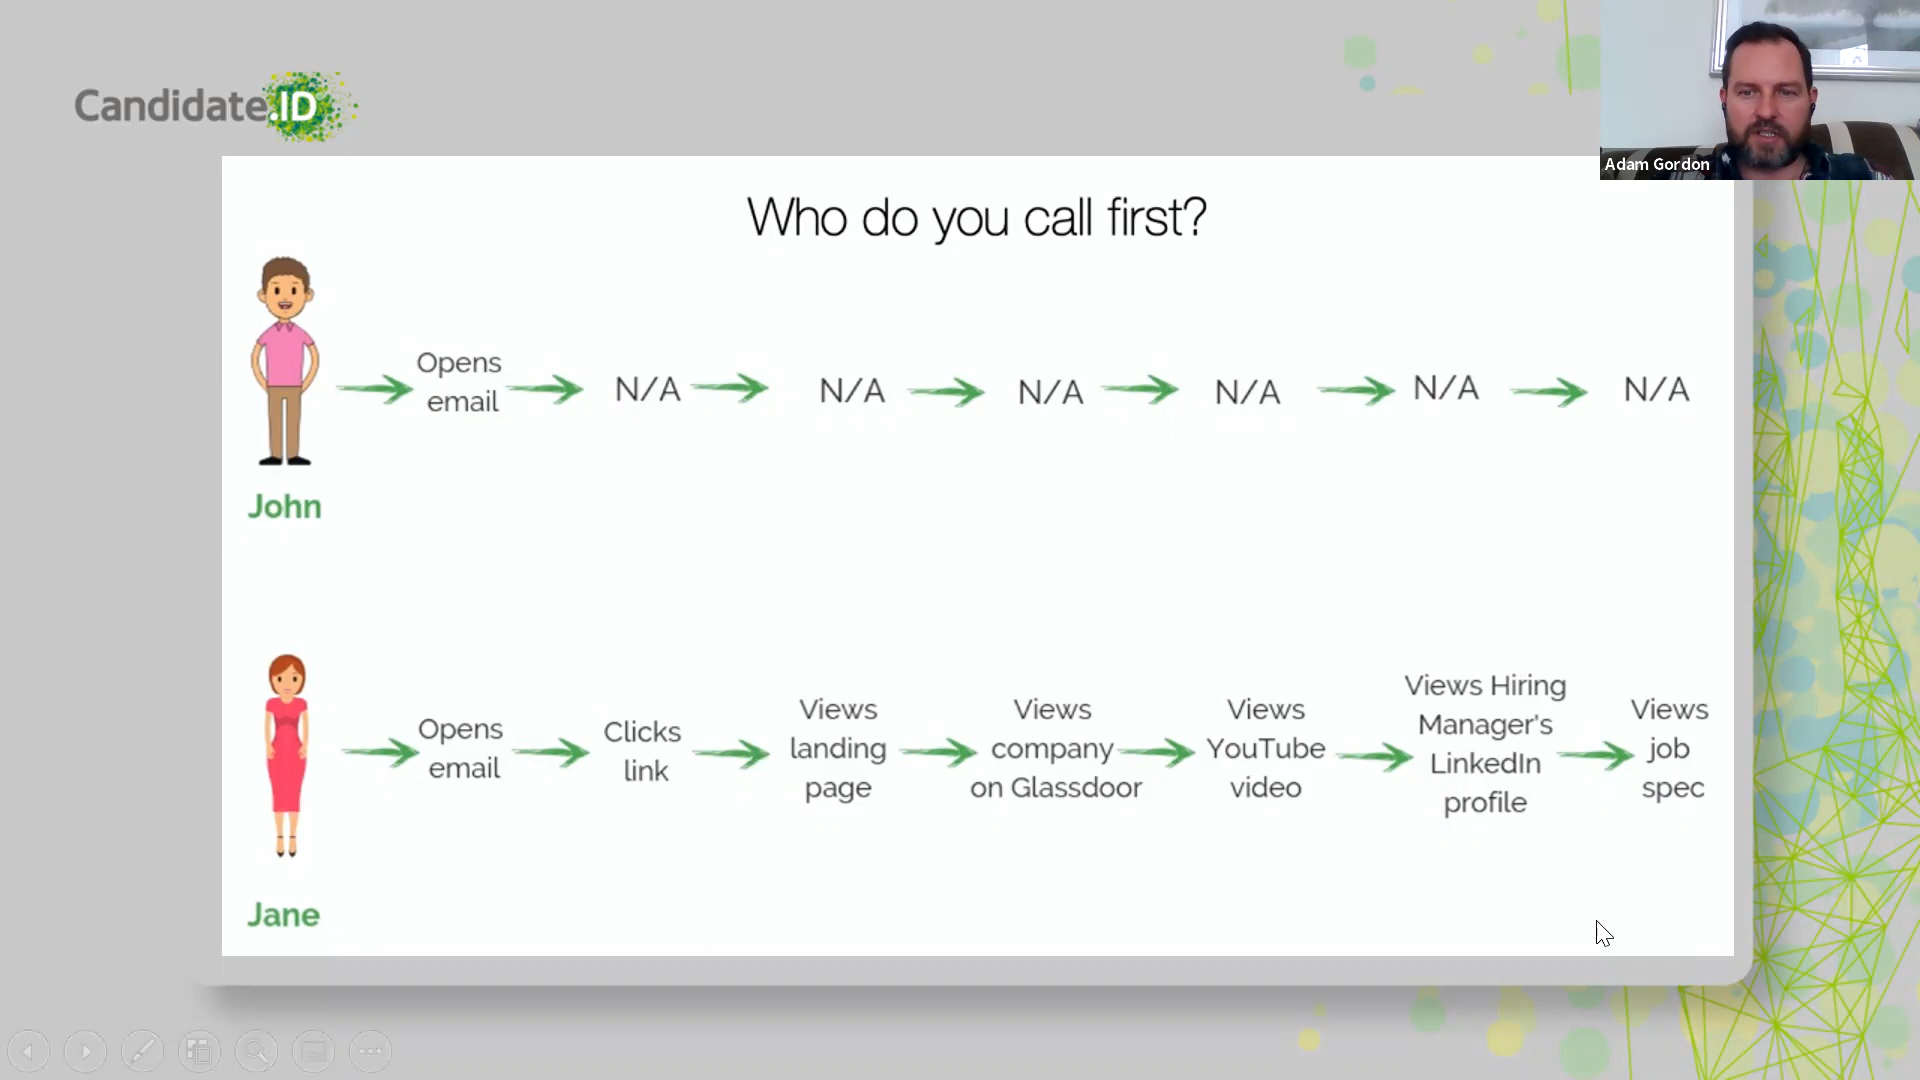 Candidate.ID
Adam Gordon
Who do you call first?
Opens
email
N/A
N/A
N/A
N/A
N/A
N/A
John
Opens
email
Clicks
link
Views
landing
page
Views
company
on Glassdoor
Views
YouTube
video
Views Hiring
Manager's
LinkedIn
profile
Views
job
spec
Jane